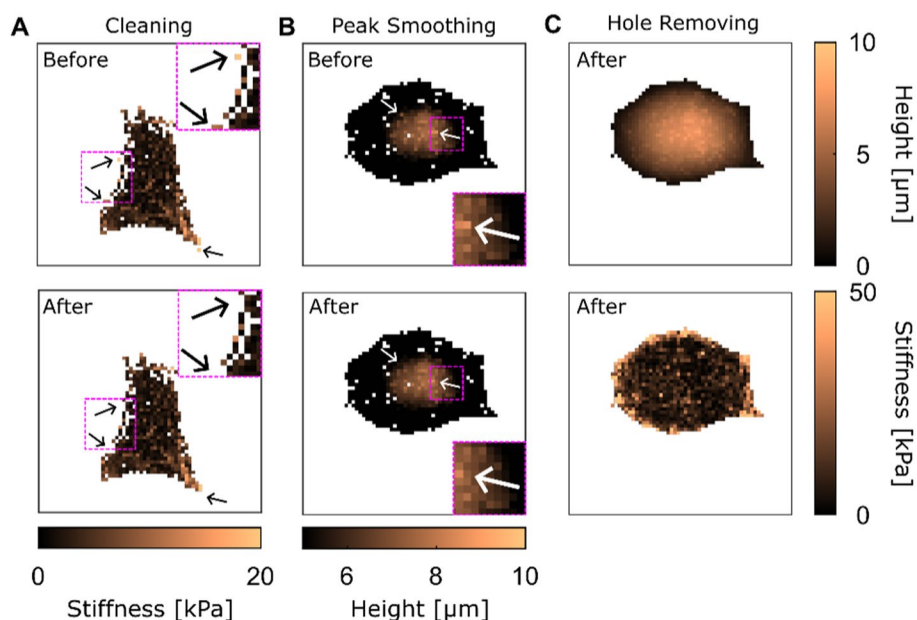 A Cleaning
B Peak Smoothing
C Hole Removing
Before
Before
After
10
5
0
Height [µm]
After
After
After
50
0
Stiffness [kPa]
0 20
Stiffness [kPa]
6 8 10
Height [µm]